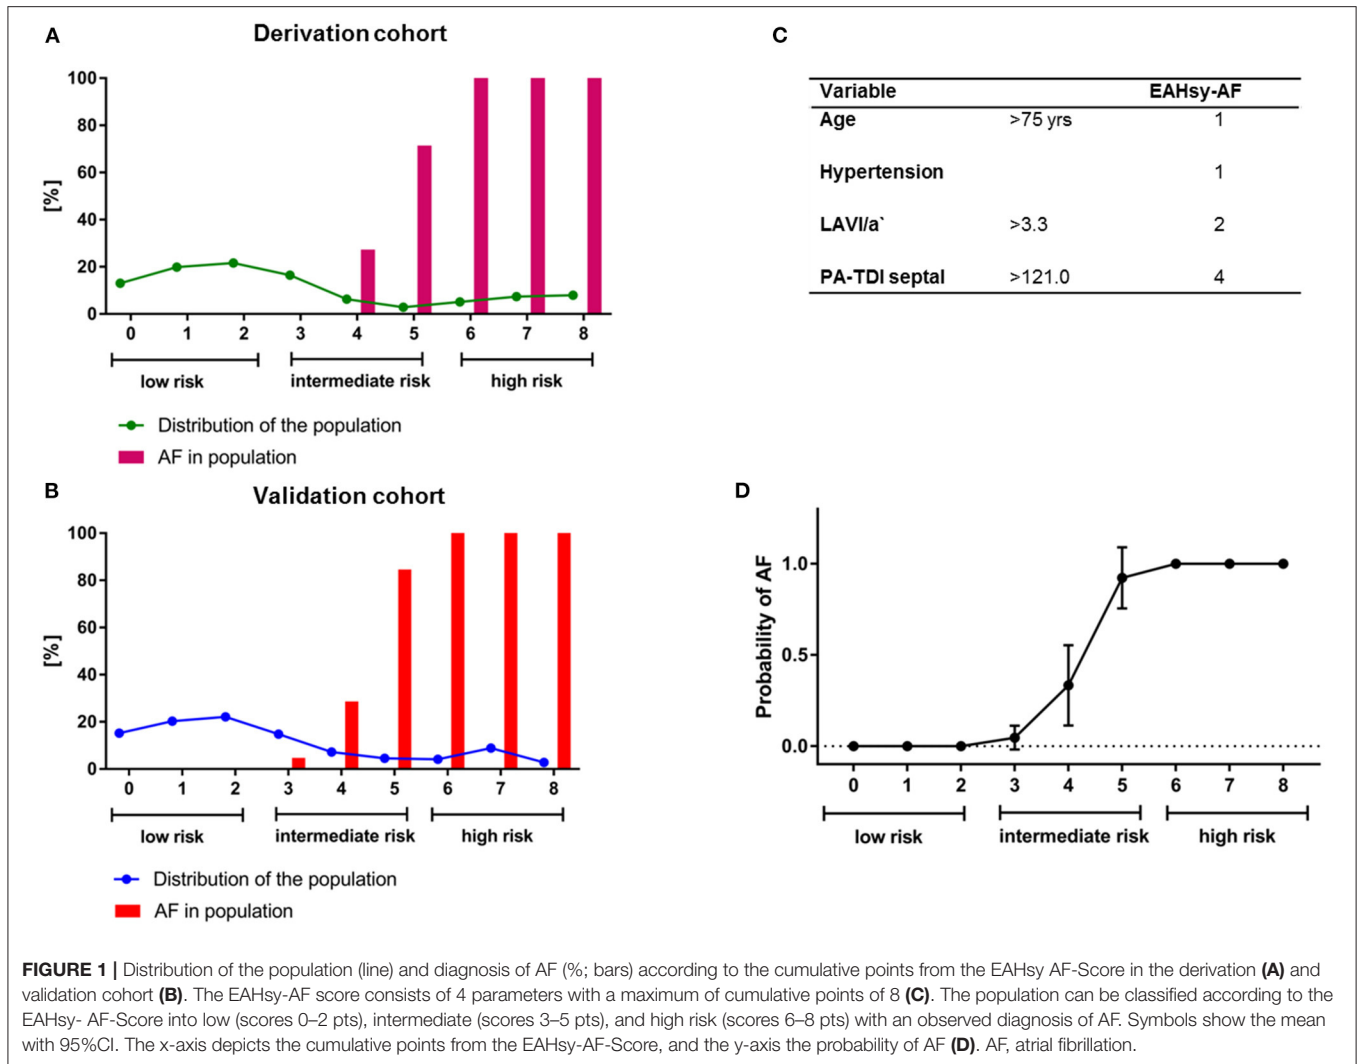 A
Derivation cohort
100
80
60
40
20
0
[%]
0 1 2 3 4 5 6 7 8
low risk intermediate risk high risk
Distribution of the population
AF in population
B
Validation cohort
100
80
60
40
20
0
[%]
0 1 2 3 4 5 6 7 8
low risk intermediate risk high risk
Distribution of the population
AF in population
C
Variable EAHsy-AF
Age >75 yrs 1
Hypertension 1
LAVI/a` >3.3 2
PA-TDI septal >121.0 4
D
1.0
0.5
0.0
Probability of AF
0 1 2 3 4 5 6 7 8
low risk intermediate risk high risk
FIGURE 1 | Distribution of the population (line) and diagnosis of AF (%; bars) according to the cumulative points from the EAHsy AF-Score in the derivation (A) and
validation cohort (B). The EAHsy-AF score consists of 4 parameters with a maximum of cumulative points of 8 (C). The population can be classified according to the
EAHsy- AF-Score into low (scores 0–2 pts), intermediate (scores 3–5 pts), and high risk (scores 6–8 pts) with an observed diagnosis of AF. Symbols show the mean
with 95%CI. The x-axis depicts the cumulative points from the EAHsy-AF-Score, and the y-axis the probability of AF (D). AF, atrial fibrillation.